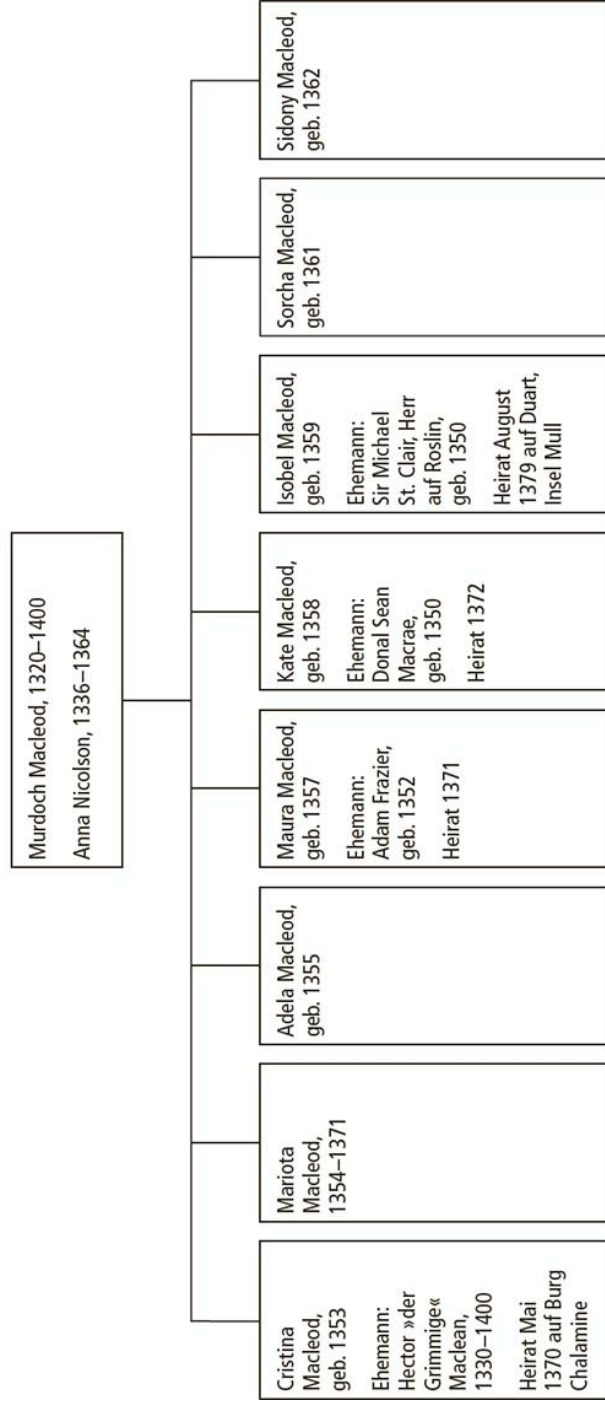 Murdoch Macleod, 1320–1400
Anna Nicolson, 1336–1364
Cristina
Macleod,
geb. 1353
Ehemann:
Hector »der
Grimmige«
Maclean,
1330–1400
Heirat Mai
1370 auf Burg
Chalamine
Mariota
Macleod,
1354–1371
Adela Macleod,
geb. 1355
Maura Macleod,
geb. 1357
Ehemann:
Adam Frazier,
geb. 1352
Heirat 1371
Kate Macleod,
geb. 1358
Ehemann:
Donal Sean
Macrae,
geb. 1350
Heirat 1372
Isobel Macleod,
geb. 1359
Ehemann:
Sir Michael
St. Clair, Herr
auf Roslin,
geb. 1350
Heirat August
1379 auf Duart,
Insel Mull
Sorcha Macleod,
geb. 1361
Sidony Macleod,
geb. 1362